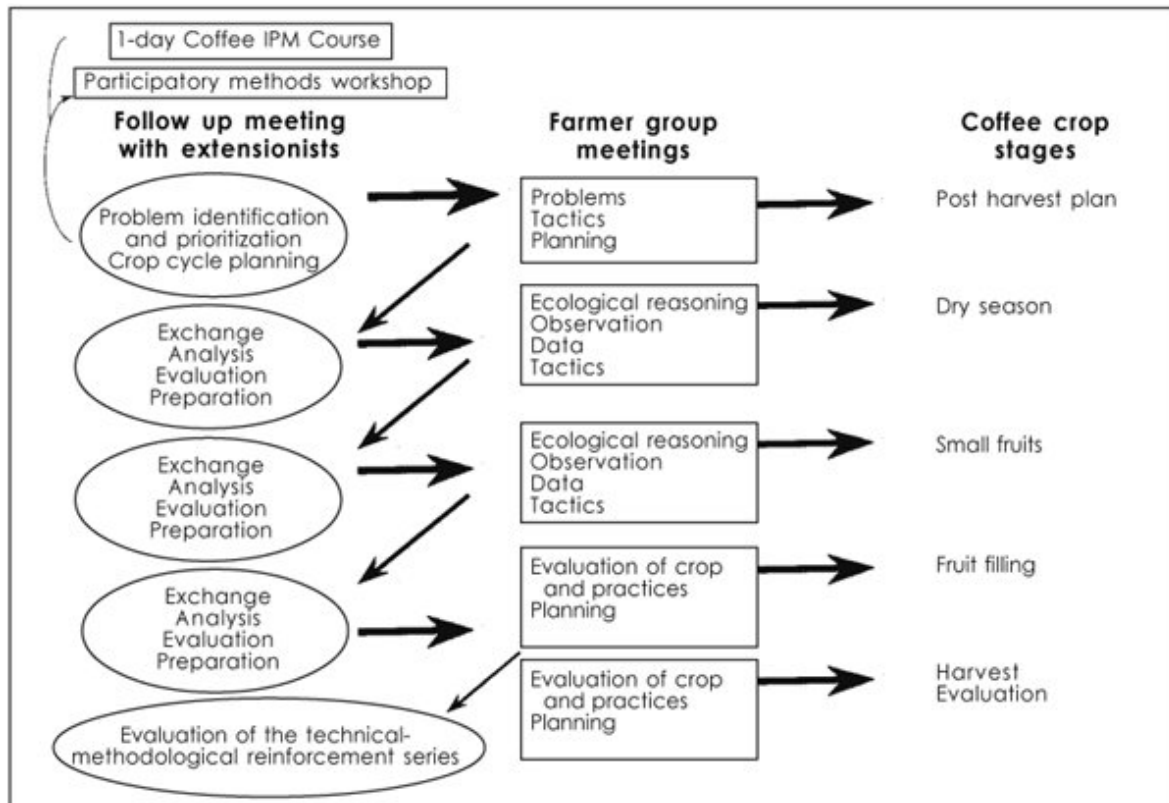 1-day Coffee IPM Course
Participatory methods workshop
Follow up meeting
with extionists
Farmer group
meetings
Coffee crop
stages
Problem identification
and prioritization
Crop cycle planning
Problems
Tactics
Planning
Post harvest plan
Exchange
Analysis
Evaluation
Preparation
Ecological reasoning
Observation
Data
Tactics
Dry season
Exchange
Analysis
Evaluation
Preparation
Ecological reasoning
Observation
Data
Tactics
Small fruits
Exchange
Analysis
Evaluation
Preparation
Evaluation of crop
and practices
Planning
Fruit filling
Evaluation of the technical-
methodological reinforcement series
Evaluation of crop
and practices
Planning
Harvest
Evaluation